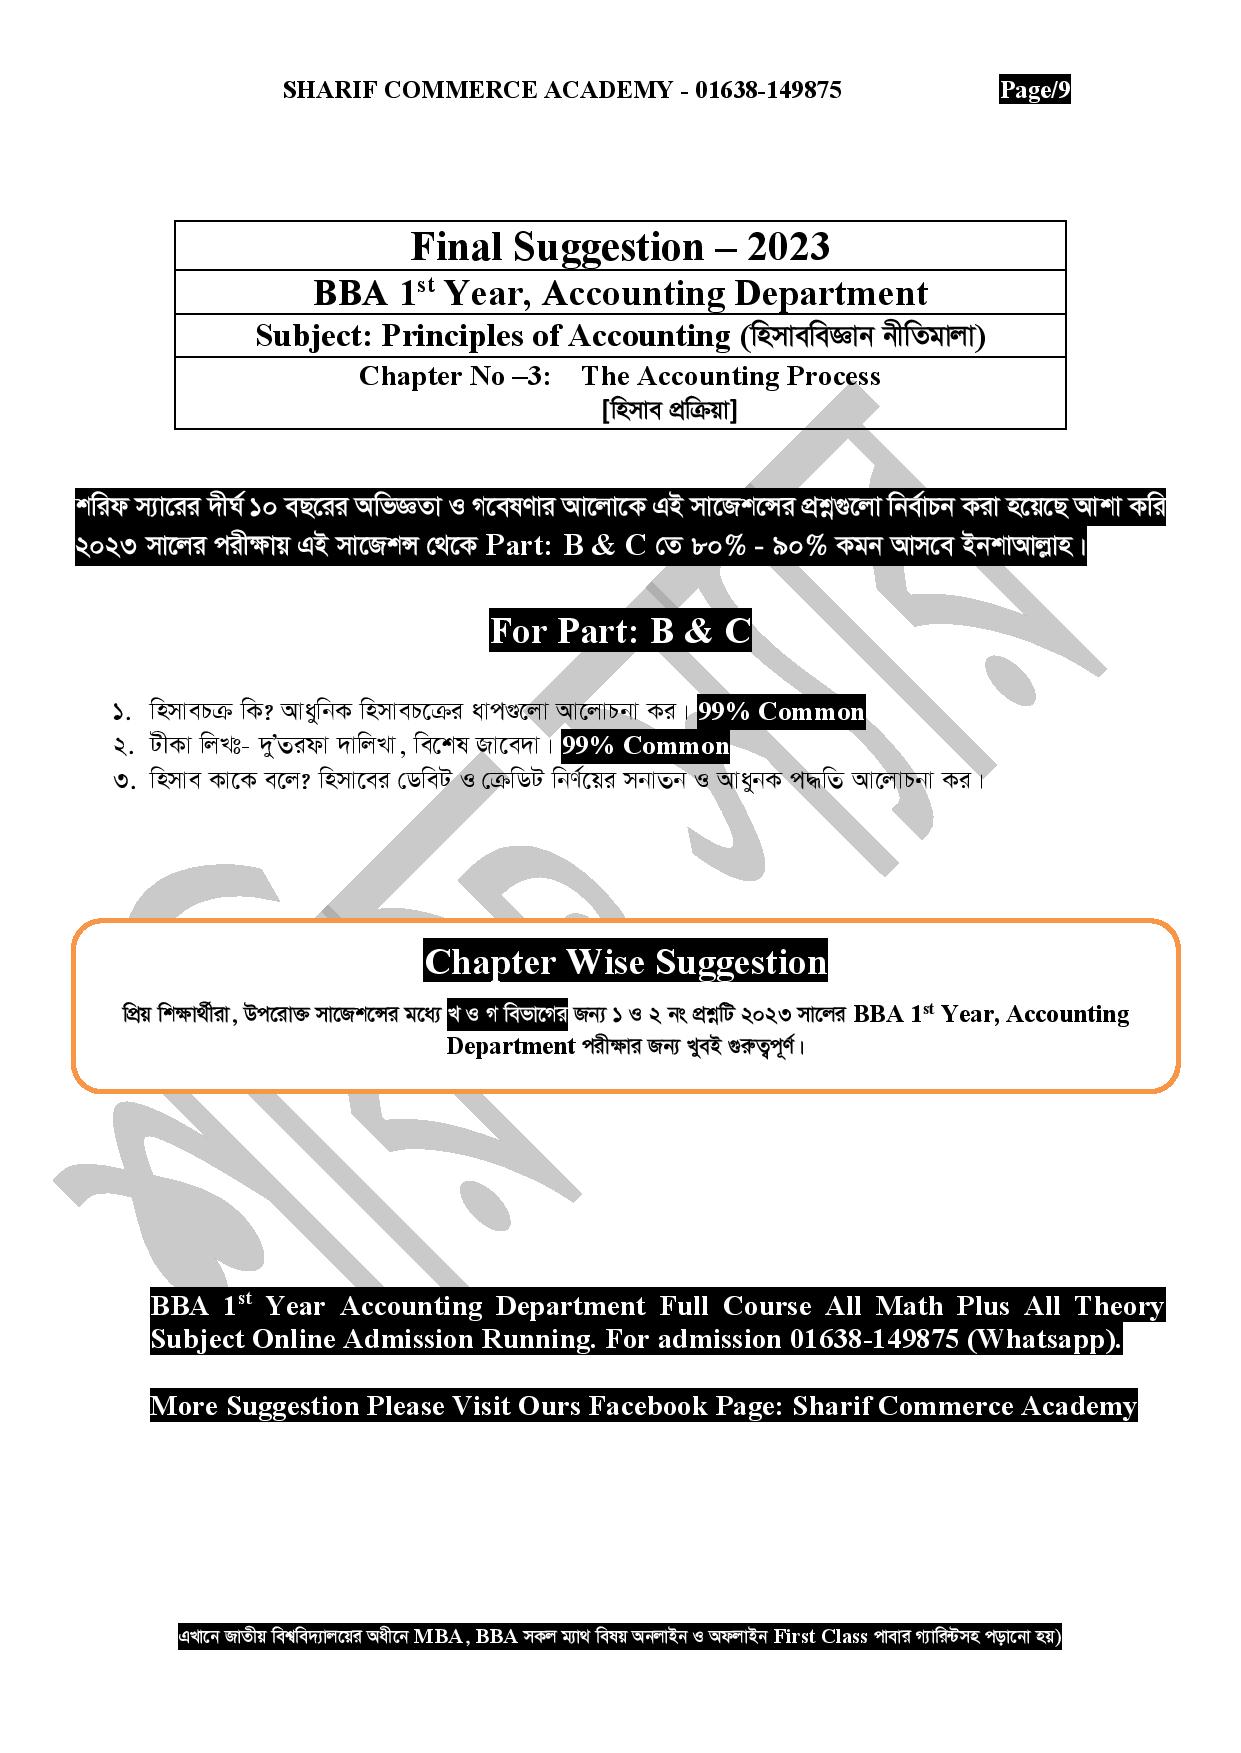 SHARIF COMMERCE ACADEMY - 01638-149875 Page/9
Final Suggestion – 2023
BBA 1st Year, Accounting Department
Subject: Principles of Accounting (হিসাববিজ্ঞান নীতিমালা)
Chapter No –3: The Accounting Process
[হিসাব প্রক্রিয়া]
শরিফ স্যারের দীর্ঘ ১০ বছরের অভিজ্ঞতা ও গবেষণার আলোকে এই সাজেশন্সের প্রশ্নগুলো নির্বাচন করা হয়েছে আশা করি
২০২৩ সালের পরীক্ষায় এই সাজেশন্স থেকে Part: B & C তে ৮০% - ৯০% কমন আসবে ইনশাআল্লাহ।
For Part: B & C
১. হিসাবচক্র কি? আধুনিক হিসাবচক্রের ধাপগুলো আলোচনা কর। 99% Common
২. টীকা লিখঃ- দু'তরফা দালিখা, বিশেষ জাবেদা। 99% Common
৩. হিসাব কাকে বলে? হিসাবের ডেবিট ও ক্রেডিট নির্ণয়ের সনাতন ও আধুনক পদ্ধতি আলোচনা কর।
Chapter Wise Suggestion
প্রিয় শিক্ষার্থীরা, উপরোক্ত সাজেশন্সের মধ্যে খ ও গ বিভাগের জন্য ১ ও ২ নং প্রশ্নটি ২০২৩ সালের BBA 1st Year, Accounting
Department পরীক্ষার জন্য খুবই গুরুত্বপূর্ণ।
শরিফ স্যার
BBA 1st Year Accounting Department Full Course All Math Plus All Theory
Subject Online Admission Running. For admission 01638-149875 (Whatsapp).
More Suggestion Please Visit Ours Facebook Page: Sharif Commerce Academy
এখানে জাতীয় বিশ্ববিদ্যালয়ের অধীনে MBA, BBA সকল ম্যাথ বিষয় অনলাইন ও অফলাইন First Class পাবার গ্যারিন্টসহ পড়ানো হয়)